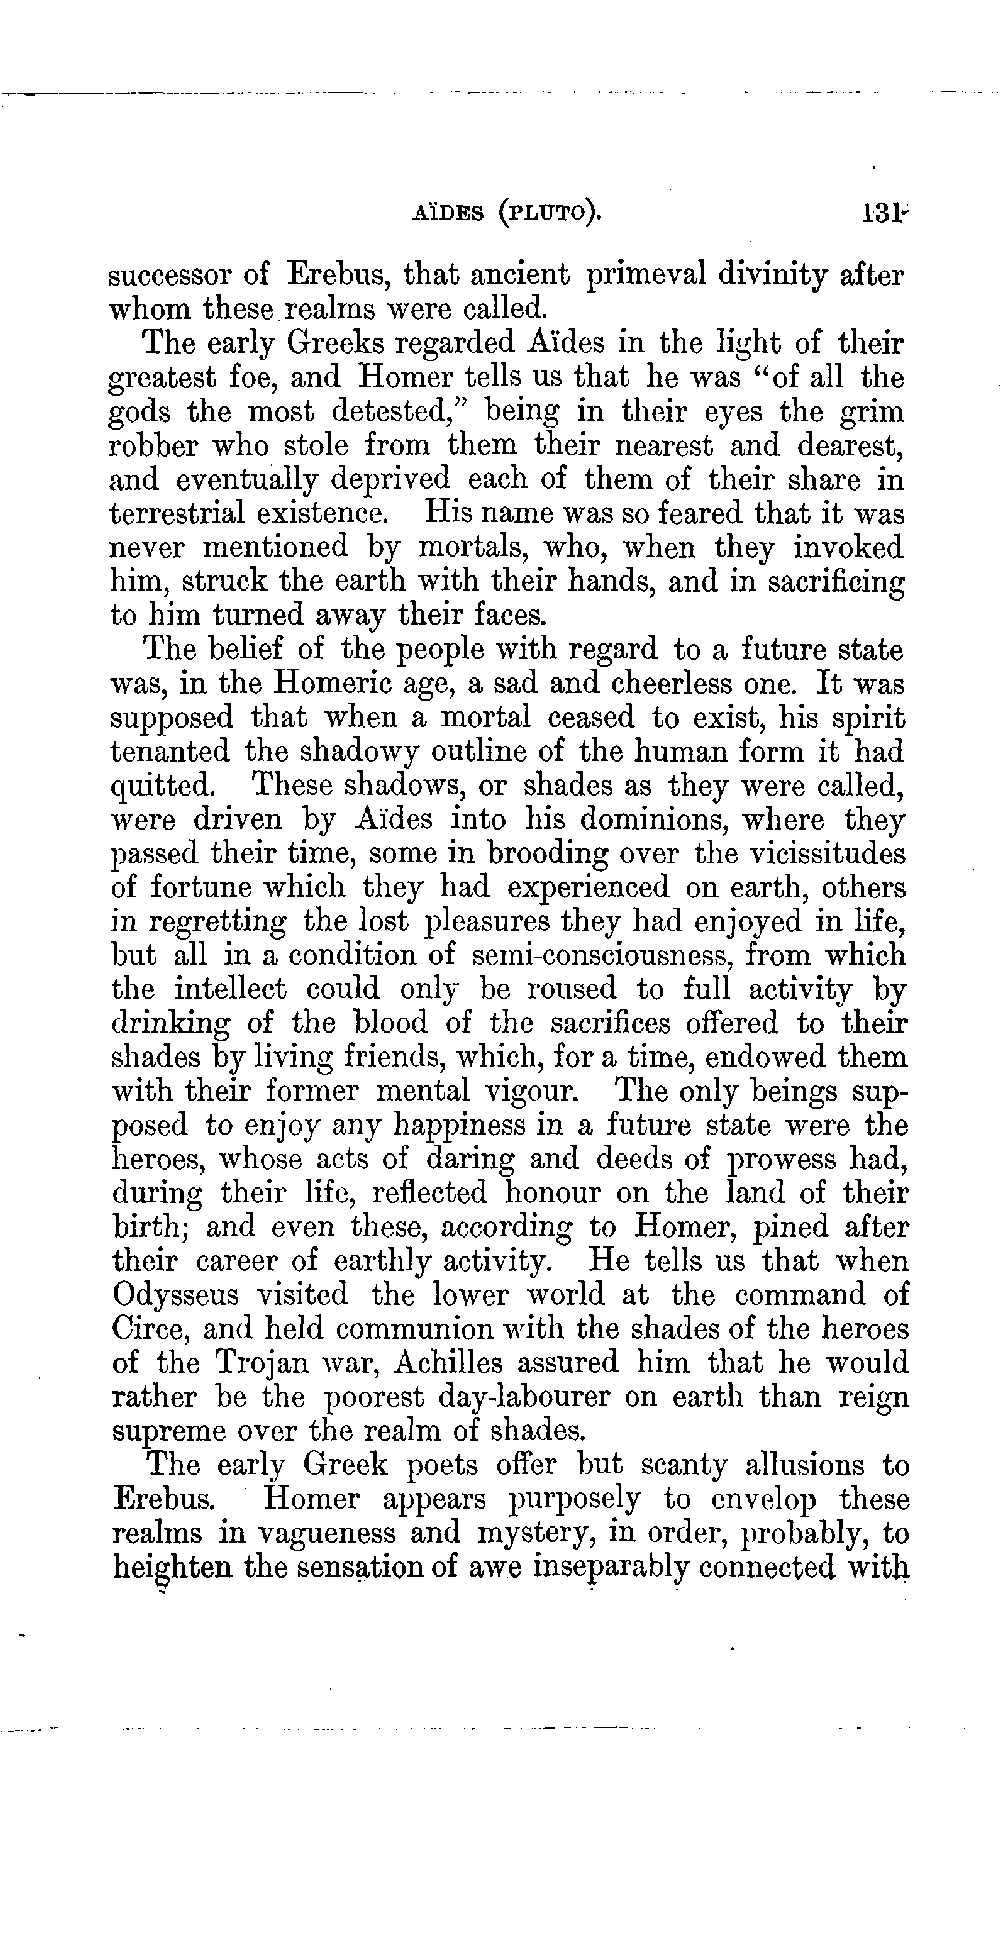 AÏDES (PLUTO). 131
successor of Erebus, that ancient primeval divinity after
whom these realms were called.
The early Greeks regarded Aïdes in the light of their
greatest foe, and Homer tells us that he was “of all the
gods the most detested,” being in their eyes the grim
robber who stole from them their nearest and dearest,
and eventually deprived each of them of their share in
terrestrial existence. His name was so feared that it was
never mentioned by mortals, who, when they invoked
him, struck the earth with their hands, and in sacrificing
to him turned away their faces.
The belief of the people with regard to a future state
was, in the Homeric age, a sad and cheerless one. It was
supposed that when a mortal ceased to exist, his spirit
tenanted the shadowy outline of the human form it had
quitted. These shadows, or shades as they were called,
were driven by Aïdes into his dominions, where they
passed their time, some in brooding over the vicissitudes
of fortune which they had experienced on earth, others
in regretting the lost pleasures they had enjoyed in life,
but all in a condition of semi-consciousness, from which
the intellect could only be roused to full activity by
drinking of the blood of the sacrifices offered to their
shades by living friends, which, for a time, endowed them
with their former mental vigour. The only beings sup-
posed to enjoy any happiness in a future state were the
heroes, whose acts of daring and deeds of prowess had,
during their life, reflected honour on the land of their
birth; and even these, according to Homer, pined after
their career of earthly activity. He tells us that when
Odysseus visited the lower world at the command of
Circe, and held communion with the shades of the heroes
of the Trojan war, Achilles assured him that he would
rather be the poorest day-labourer on earth than reign
supreme over the realm of shades.
The early Greek poets offer but scanty allusions to
Erebus. Homer appears purposely to envelop these
realms in vagueness and mystery, in order, probably, to
heighten the sensation of awe inseparably connected with